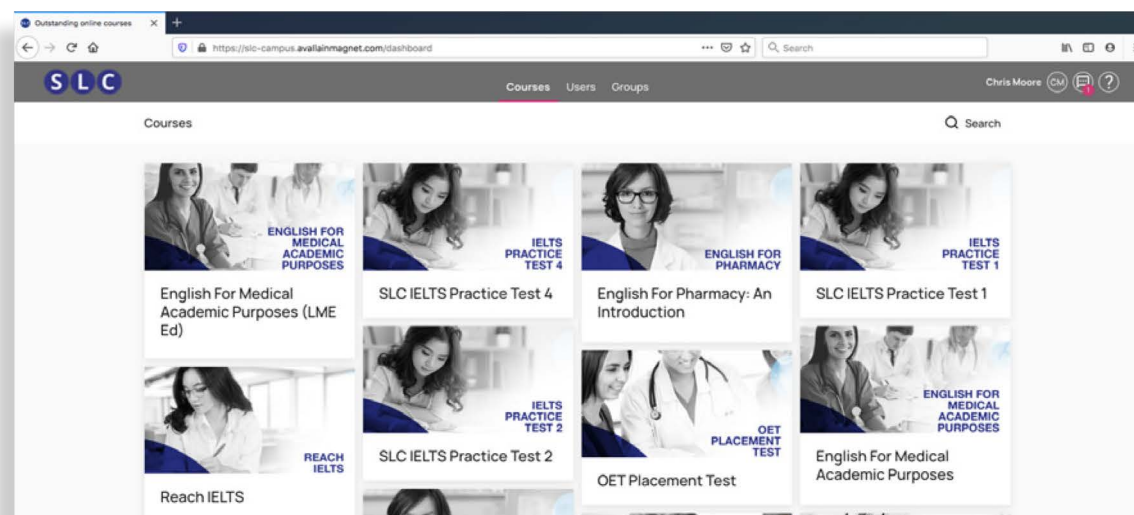 Outstanding online courses
https://slc-campus.avallainmagnet.com/dashboard
Search
SLC
Courses Users Groups
Chris Moore CM 1 ?
Courses
Search
ENGLISH FOR
MEDICAL
ACADEMIC
PURPOSES
English For Medical
Academic Purposes (LME
Ed)
IELTS
PRACTICE
TEST 4
SLC IELTS Practice Test 4
ENGLISH FOR
PHARMACY
English For Pharmacy: An
Introduction
IELTS
PRACTICE
TEST 1
SLC IELTS Practice Test 1
REACH
IELTS
Reach IELTS
IELTS
PRACTICE
TEST 2
SLC IELTS Practice Test 2
OET
PLACEMENT
TEST
OET Placement Test
ENGLISH FOR
MEDICAL
ACADEMIC
PURPOSES
English For Medical
Academic Purposes